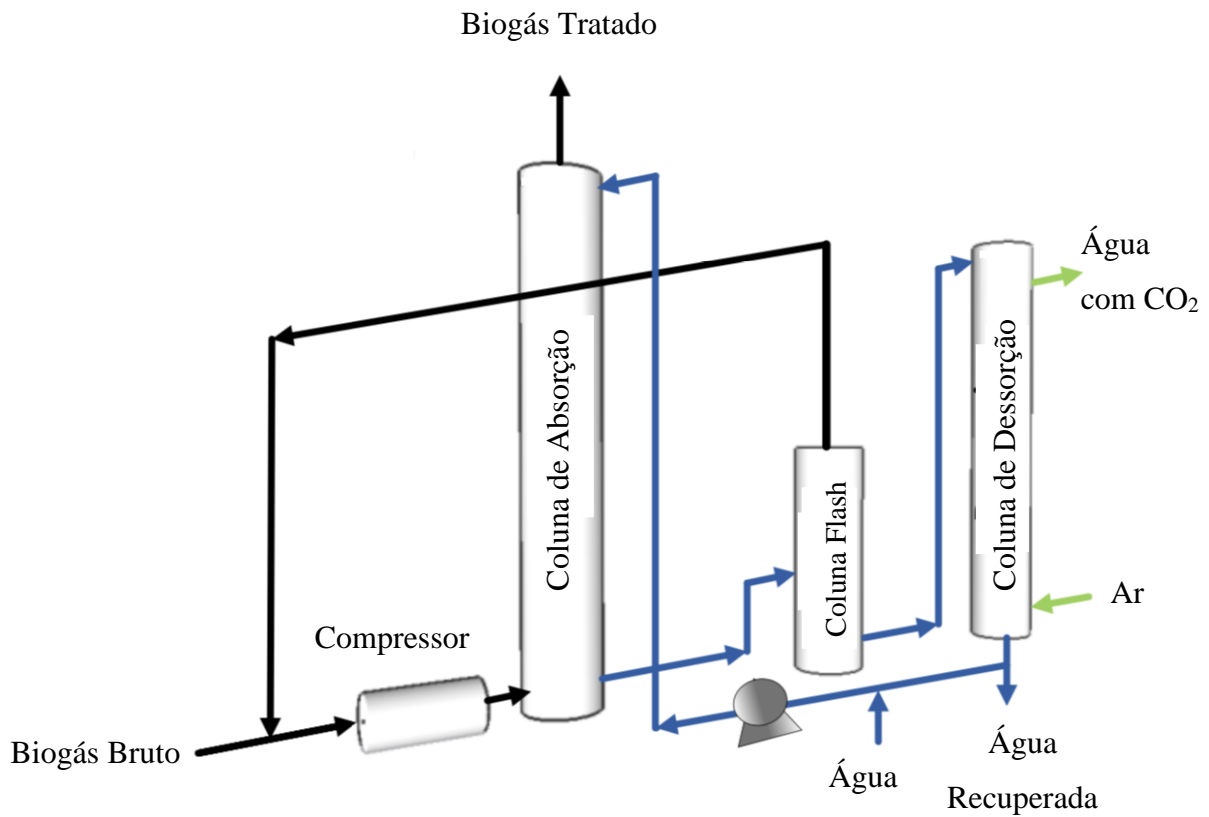 Biogás Tratado
Coluna de Absorção
Coluna Flash
Coluna de Dessorção
Água
com CO₂
Ar
Compressor
Biogás Bruto
Água
Água
Recuperada